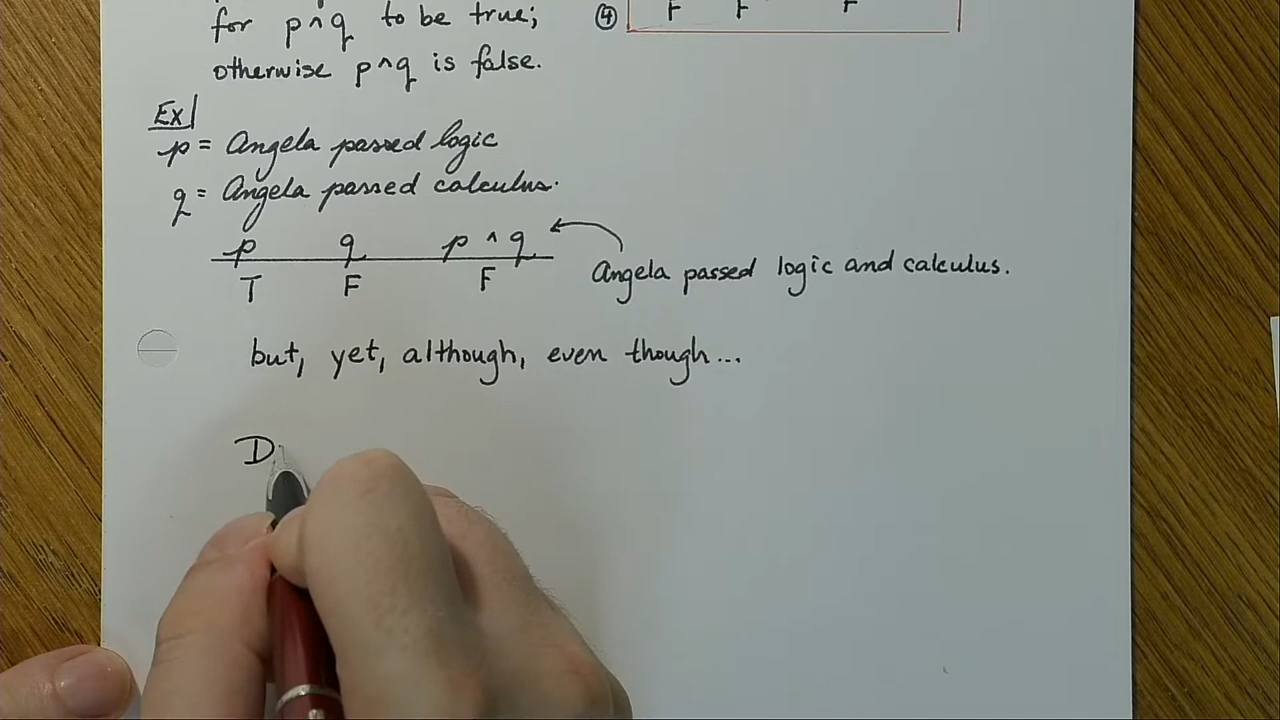 for p ^ q to be true;
otherwise p ^ q is false.
④ F F F
Ex
p = Angela passed logic
q = Angela passed calculus.
p q p ^ q
T F F
Angela passed logic and calculus.
but, yet, although, even though...
D